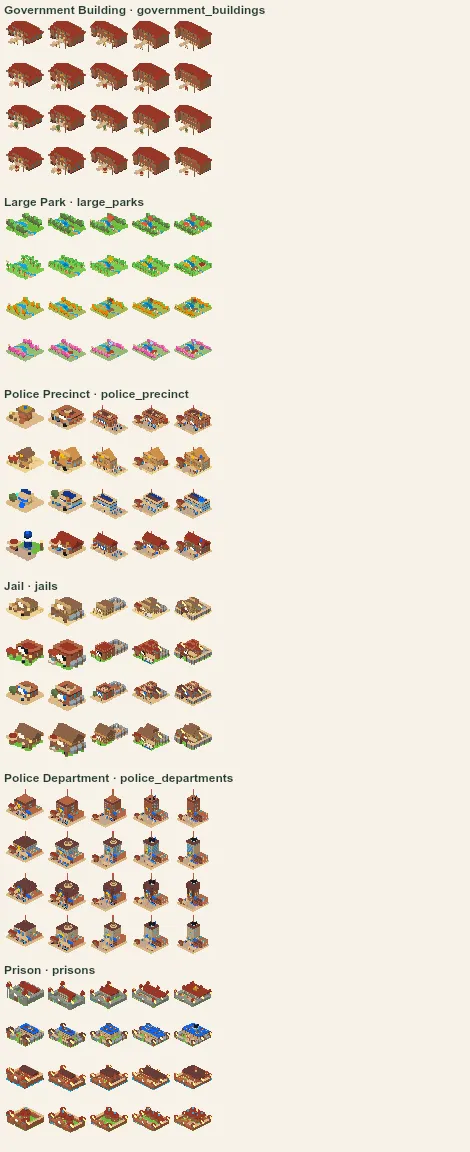 Government Building · government_buildings
Large Park · large_parks
Police Precinct · police_precinct
Jail · jails
Police Department · police_departments
Prison · prisons